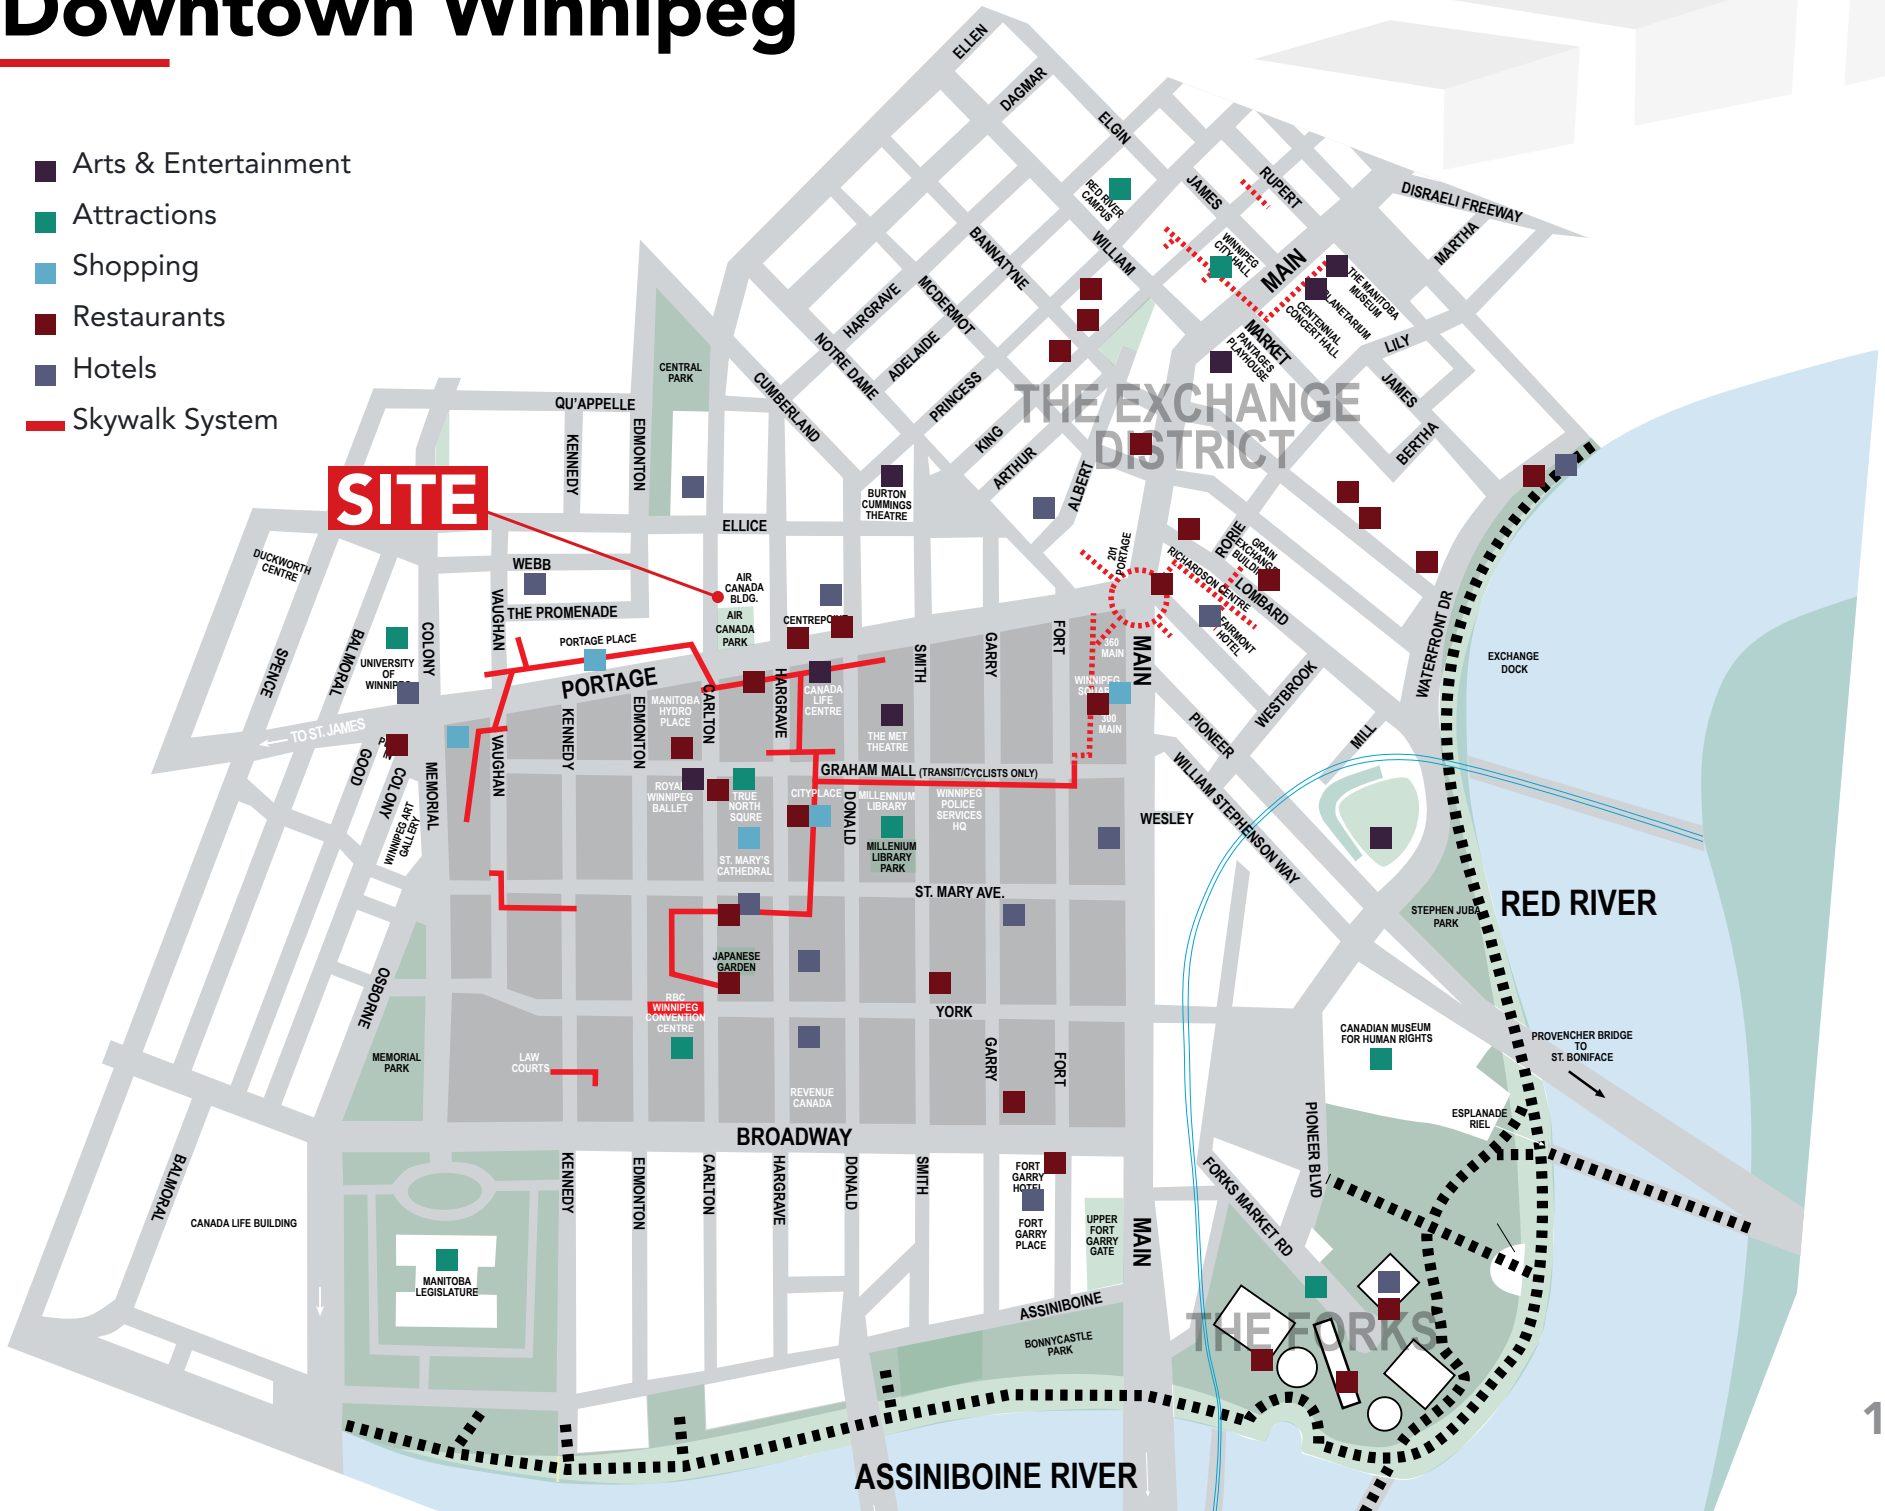 Downtown Winnipeg
Arts & Entertainment
Attractions
Shopping
Restaurants
Hotels
Skywalk System
SITE
ELLEN
DAGMAR
ELGIN
RED RIVER
CAMPUS
JAMES
RUPERT
DISRAELI FREEWAY
MARTHA
WILLIAM
WINNIPEG
CITY HALL
MAIN
THE MANITOBA
MUSEUM
PLANETARIUM
CENTENNIAL
CONCERT HALL
BANNATYNE
MCDERMOT
HARGRAVE
ADELAIDE
NOTRE DAME
PRINCESS
CUMBERLAND
KING
ARTHUR
ALBERT
MARKET
PANTAGES
PLAYHOUSE
LILY
JAMES
BERTHA
THE EXCHANGE
DISTRICT
CENTRAL
PARK
QU'APPELLE
KENNEDY
EDMONTON
BURTON
CUMMINGS
THEATRE
ELLICE
WEBB
THE PROMENADE
VAUGHAN
AIR
CANADA
BLDG.
AIR
CANADA
PARK
CENTREPOINT
201
PORTAGE
RICHARDSON CENTRE
RORIE
GRAIN
EXCHANGE
BUILDING
LOMBARD
FAIRMONT
HOTEL
WATERFRONT DR
EXCHANGE
DOCK
DUCKWORTH
CENTRE
SPENCE
BALMORAL
COLONY
UNIVERSITY
OF
WINNIPEG
PORTAGE PLACE
PORTAGE
TO ST. JAMES
GOOD
COLONY
MEMORIAL
VAUGHAN
WINNIPEG ART
GALLERY
KENNEDY
EDMONTON
MANITOBA
HYDRO
PLACE
CARLTON
HARGRAVE
CANADA
LIFE
CENTRE
THE MET
THEATRE
SMITH
GARRY
FORT
MAIN
360
MAIN
WINNIPEG
SQUARE
300
MAIN
PIONEER
WESTBROOK
MILL
WILLIAM STEPHENSON WAY
ROYAL
WINNIPEG
BALLET
TRUE
NORTH
SQURE
CITYPLACE
DONALD
GRAHAM MALL (TRANSIT/CYCLISTS ONLY)
MILLENNIUM
LIBRARY
WINNIPEG
POLICE
SERVICES
HQ
WESLEY
MILLENIUM
LIBRARY
PARK
ST. MARY'S
CATHEDRAL
ST. MARY AVE.
RED RIVER
STEPHEN JUBA
PARK
JAPANESE
GARDEN
OSBORNE
RBC
WINNIPEG
CONVENTION
CENTRE
YORK
GARRY
FORT
LAW
COURTS
MEMORIAL
PARK
REVENUE
CANADA
CANADIAN MUSEUM
FOR HUMAN RIGHTS
PROVENCHER BRIDGE
TO
ST. BONIFACE
ESPLANADE
RIEL
BROADWAY
BALMORAL
CANADA LIFE BUILDING
KENNEDY
EDMONTON
CARLTON
HARGRAVE
DONALD
SMITH
FORT
GARRY
HOTEL
FORT
GARRY
PLACE
UPPER
FORT
GARRY
GATE
MAIN
PIONEER BLVD
FORKS MARKET RD
MANITOBA
LEGISLATURE
ASSINIBOINE
BONNYCASTLE
PARK
THE FORKS
ASSINIBOINE RIVER
1